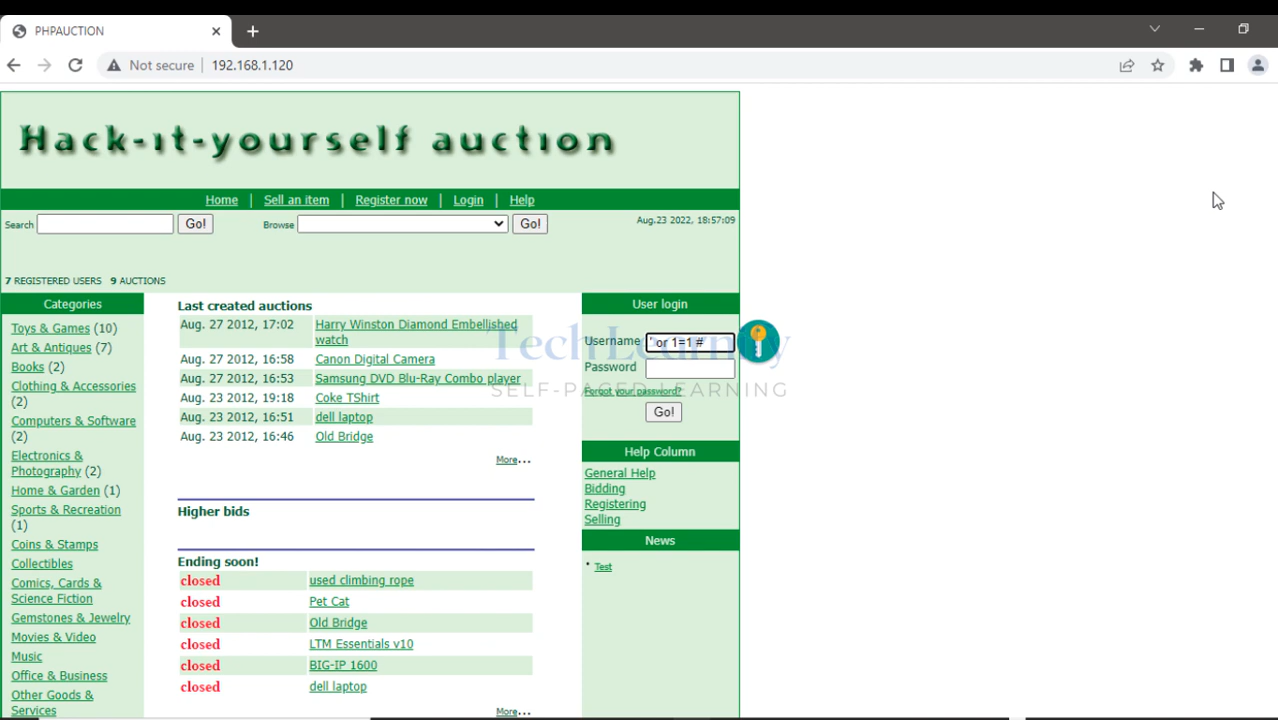 PHPAUCTION
Not secure 192.168.1.120
Hack-it-yourself auction
Home | Sell an item | Register now | Login | Help
Search Go! Browse Go! Aug.23 2022, 18:57:09
7 REGISTERED USERS 9 AUCTIONS
Categories
Toys & Games (10)
Art & Antiques (7)
Books (2)
Clothing & Accessories
(2)
Computers & Software
(2)
Electronics &
Photography (2)
Home & Garden (1)
Sports & Recreation
(1)
Coins & Stamps
Collectibles
Comics, Cards &
Science Fiction
Gemstones & Jewelry
Movies & Video
Music
Office & Business
Other Goods &
Services
Last created auctions
Aug. 27 2012, 17:02 Harry Winston Diamond Embellished
watch
Aug. 27 2012, 16:58 Canon Digital Camera
Aug. 27 2012, 16:53 Samsung DVD Blu-Ray Combo player
Aug. 23 2012, 19:18 Coke TShirt
Aug. 23 2012, 16:51 dell laptop
Aug. 23 2012, 16:46 Old Bridge
More...
Higher bids
Ending soon!
closed used climbing rope
closed Pet Cat
closed Old Bridge
closed LTM Essentials v10
closed BIG-IP 1600
closed dell laptop
More...
User login
Username ' or 1=1 #
Password
Forgot your password?
Go!
Help Column
General Help
Bidding
Registering
Selling
News
· Test
Tech Learnity
SELF-PACED LEARNING